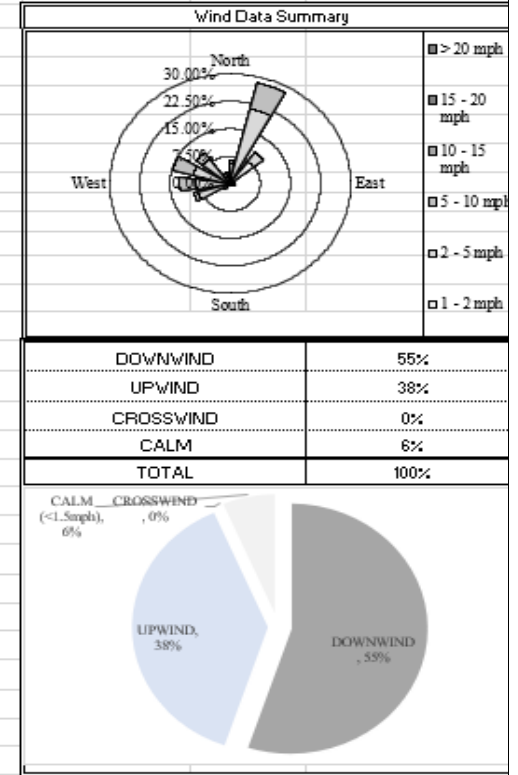 Wind Data Summary
North
30.00%
22.50%
15.00%
7.50%
0.00%
West
East
South
> 20 mph
15 - 20
mph
10 - 15
mph
5 - 10 mph
2 - 5 mph
1 - 2 mph
DOWNWIND 55%
UPWIND 38%
CROSSWIND 0%
CALM 6%
TOTAL 100%
CALM
(<1.5mph),
6%
CROSSWIND
, 0%
UPWIND,
38%
DOWNWIND
, 55%